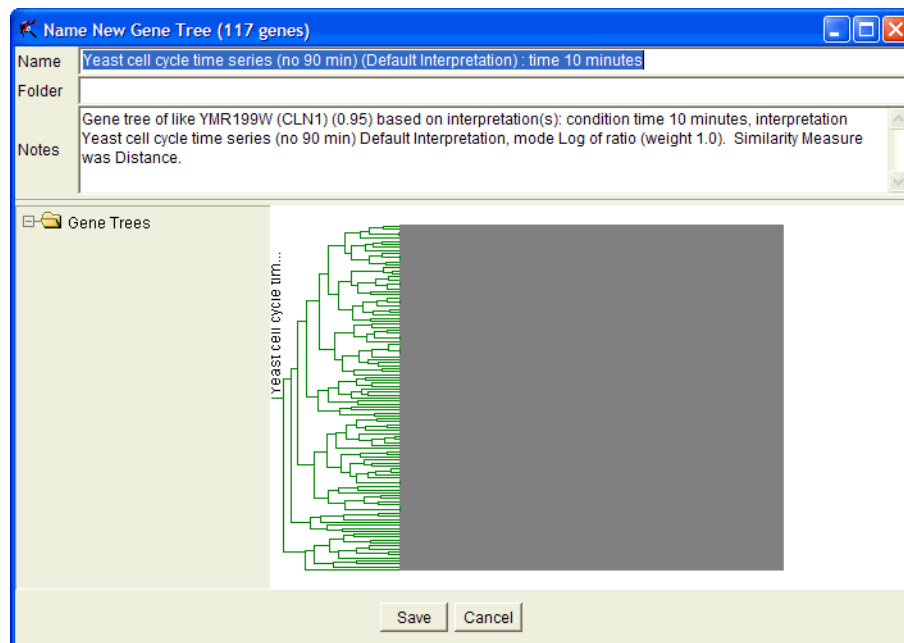 Name New Gene Tree (117 genes)
Name
Yeast cell cycle time series (no 90 min) (Default Interpretation) : time 10 minutes
Folder
Notes
Gene tree of like YMR199W (CLN1) (0.95) based on interpretation(s): condition time 10 minutes, interpretation
Yeast cell cycle time series (no 90 min) Default Interpretation, mode Log of ratio (weight 1.0).  Similarity Measure
was Distance.
Gene Trees
Yeast cell cycle tim...
Save
Cancel